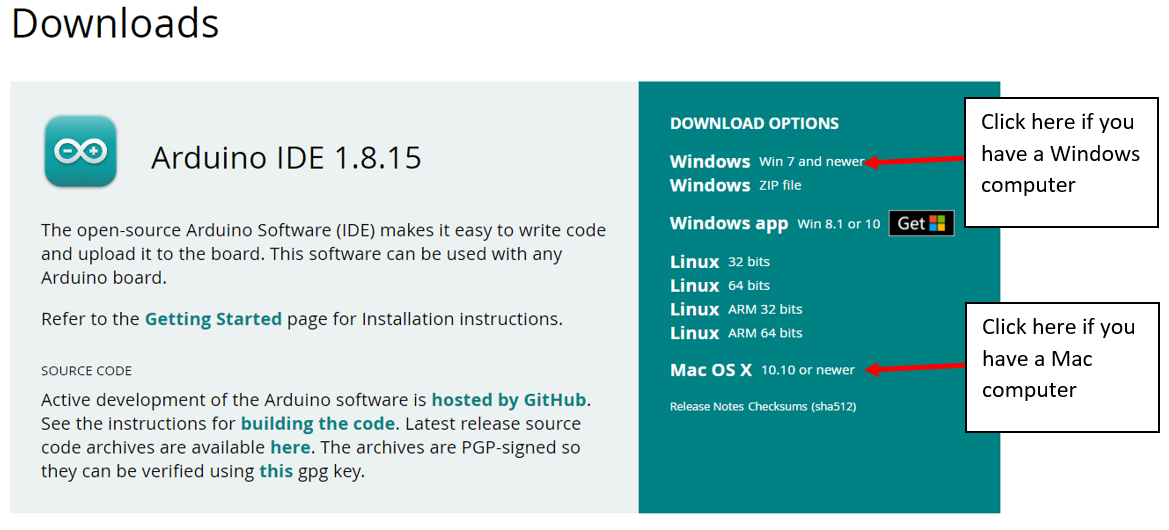 Downloads
Arduino IDE 1.8.15
The open-source Arduino Software (IDE) makes it easy to write code
and upload it to the board. This software can be used with any
Arduino board.
Refer to the Getting Started page for Installation instructions.
SOURCE CODE
Active development of the Arduino software is hosted by GitHub.
See the instructions for building the code. Latest release source
code archives are available here. The archives are PGP-signed so
they can be verified using this gpg key.
DOWNLOAD OPTIONS
Windows Win 7 and newer
Windows ZIP file
Windows app Win 8.1 or 10 Get
Linux 32 bits
Linux 64 bits
Linux ARM 32 bits
Linux ARM 64 bits
Mac OS X 10.10 or newer
Release Notes Checksums (sha512)
Click here if you
have a Windows
computer
Click here if you
have a Mac
computer